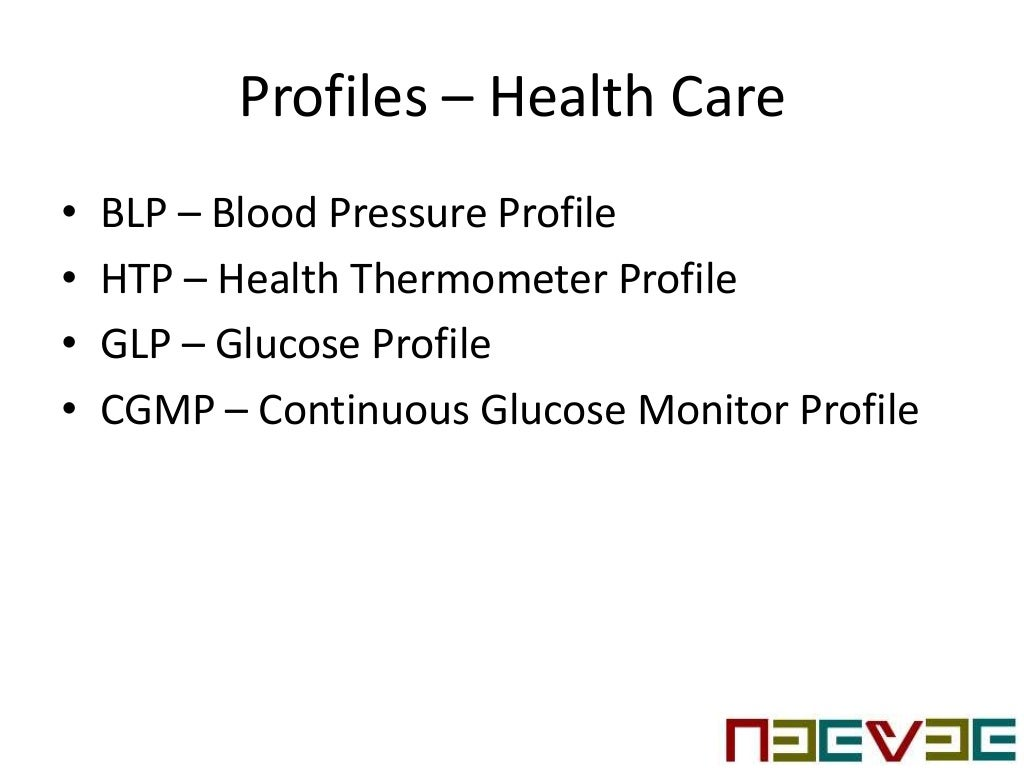 Profiles – Health Care
• BLP – Blood Pressure Profile
• HTP – Health Thermometer Profile
• GLP – Glucose Profile
• CGMP – Continuous Glucose Monitor Profile